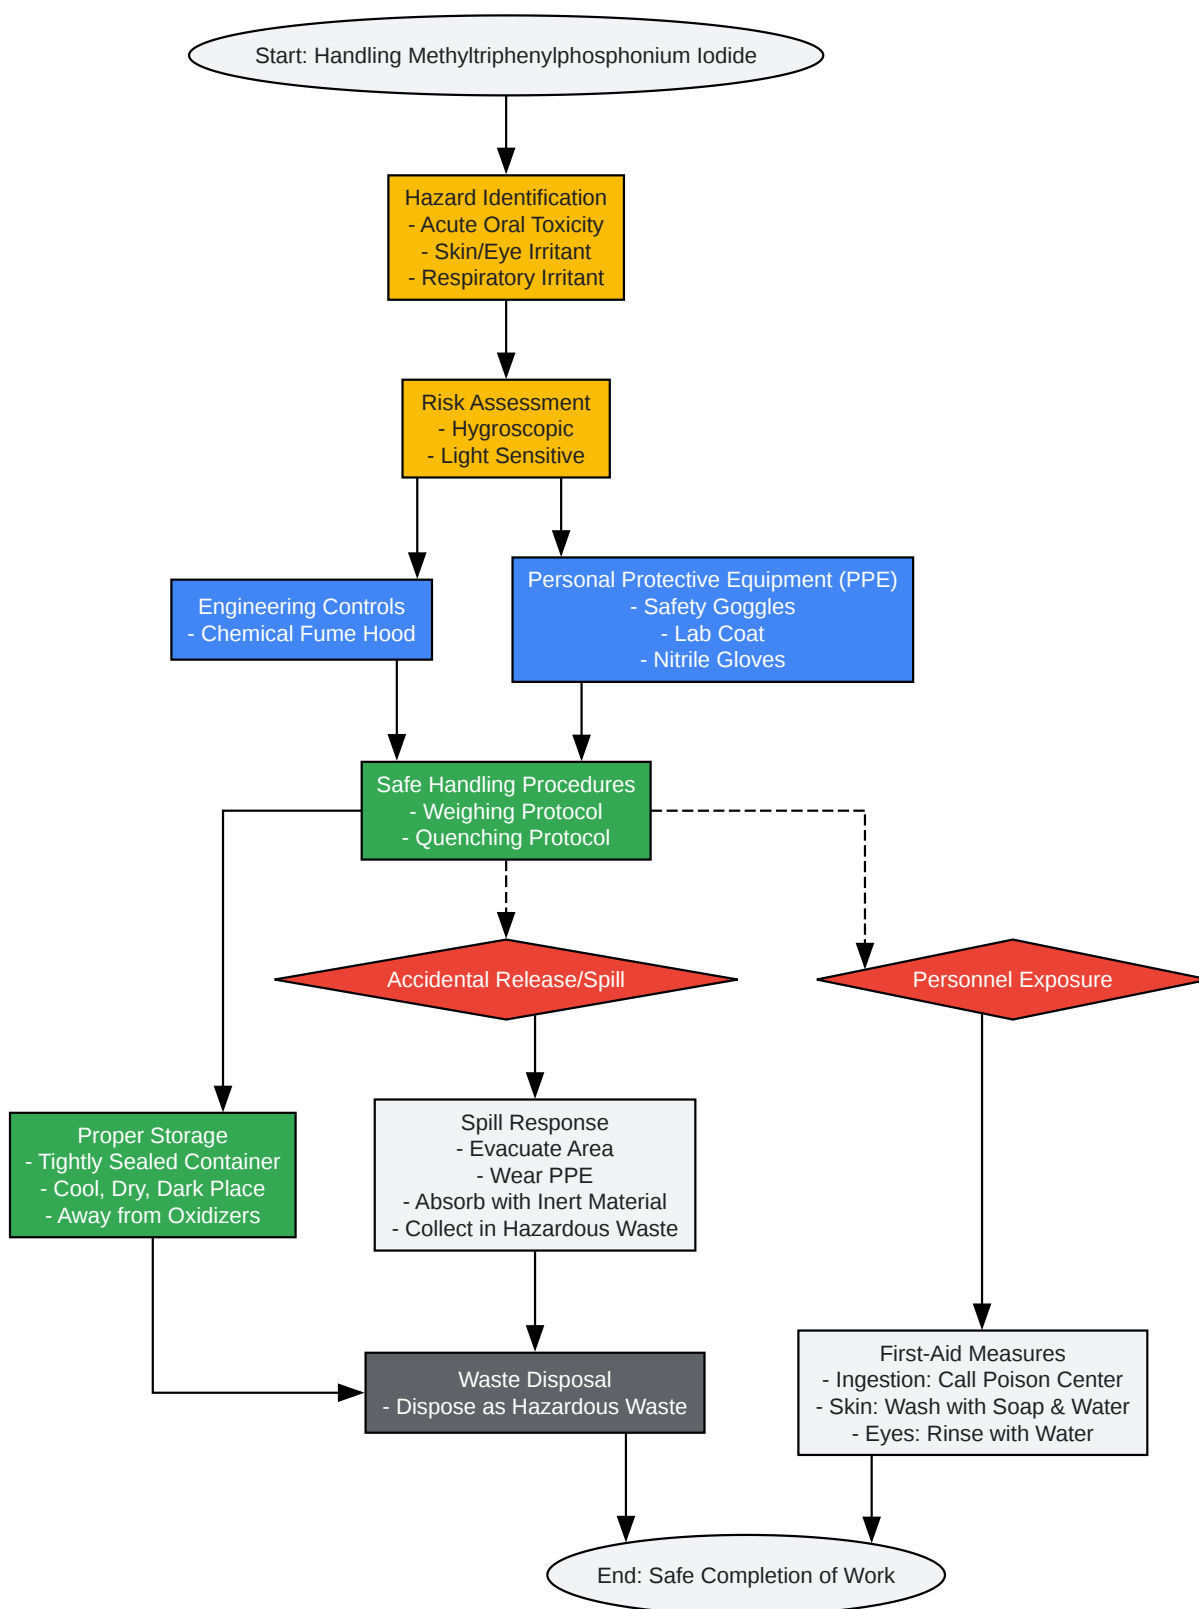 Start: Handling Methyltriphenylphosphonium Iodide
Hazard Identification
- Acute Oral Toxicity
- Skin/Eye Irritant
- Respiratory Irritant
Risk Assessment
- Hygroscopic
- Light Sensitive
Engineering Controls
- Chemical Fume Hood
Personal Protective Equipment (PPE)
- Safety Goggles
- Lab Coat
- Nitrile Gloves
Safe Handling Procedures
- Weighing Protocol
- Quenching Protocol
Accidental Release/Spill
Personnel Exposure
Proper Storage
- Tightly Sealed Container
- Cool, Dry, Dark Place
- Away from Oxidizers
Spill Response
- Evacuate Area
- Wear PPE
- Absorb with Inert Material
- Collect in Hazardous Waste
Waste Disposal
- Dispose as Hazardous Waste
First-Aid Measures
- Ingestion: Call Poison Center
- Skin: Wash with Soap & Water
- Eyes: Rinse with Water
End: Safe Completion of Work